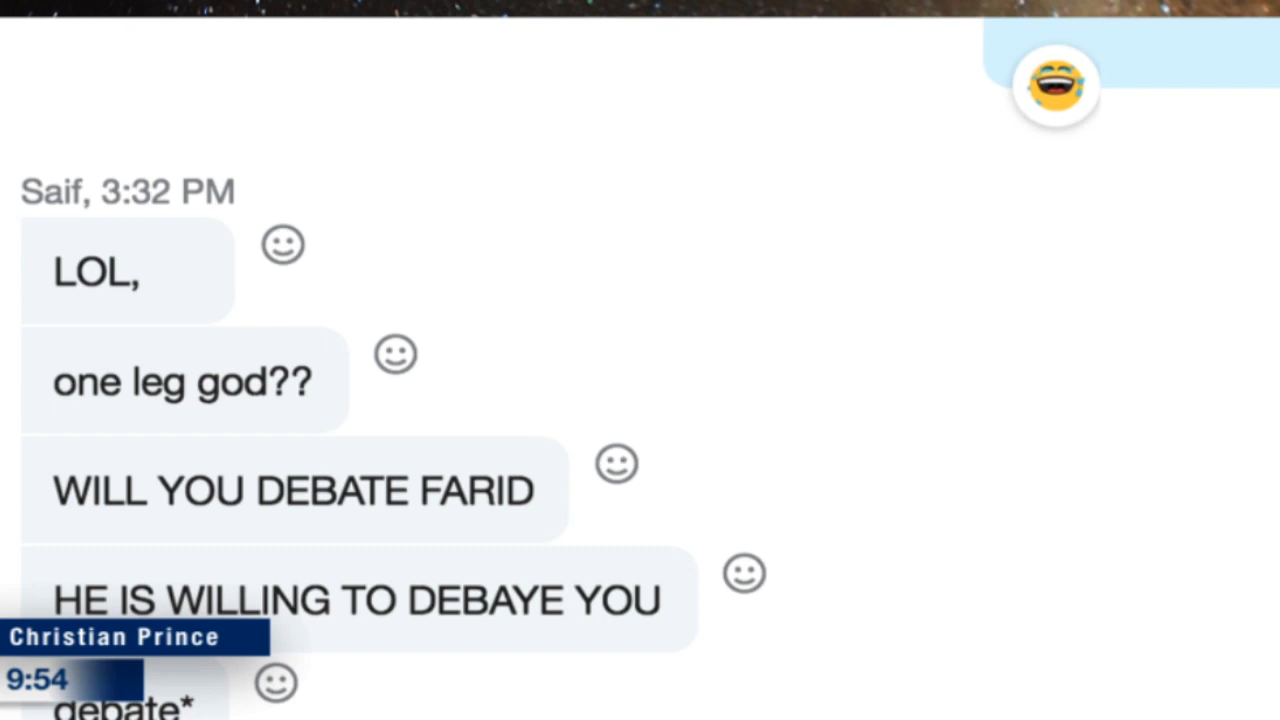 Saif, 3:32 PM
LOL,
one leg god??
WILL YOU DEBATE FARID
HE IS WILLING TO DEBAYE YOU
Christian Prince
9:54
debate*